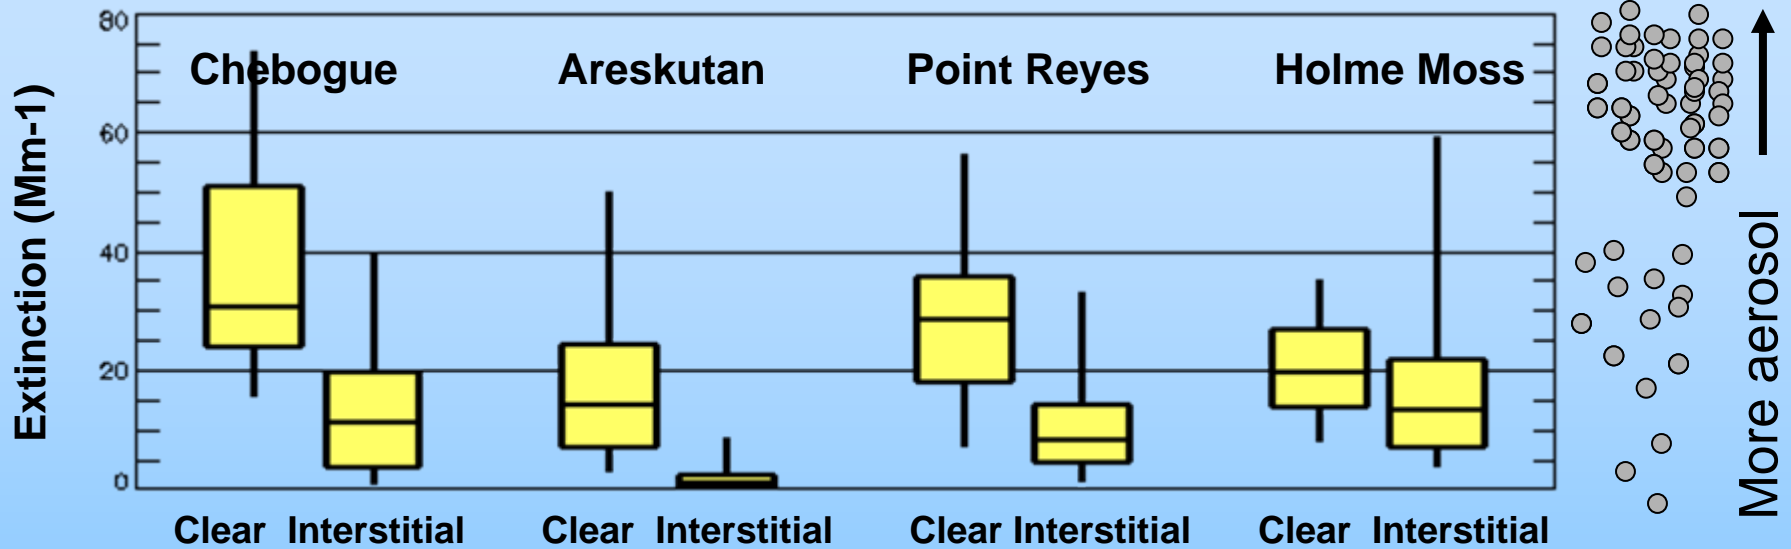 Extinction (Mm-1)
80
60
40
20
0
Chebogue Areskutan Point Reyes Holme Moss
Clear Interstitial Clear Interstitial Clear Interstitial Clear Interstitial
More aerosol